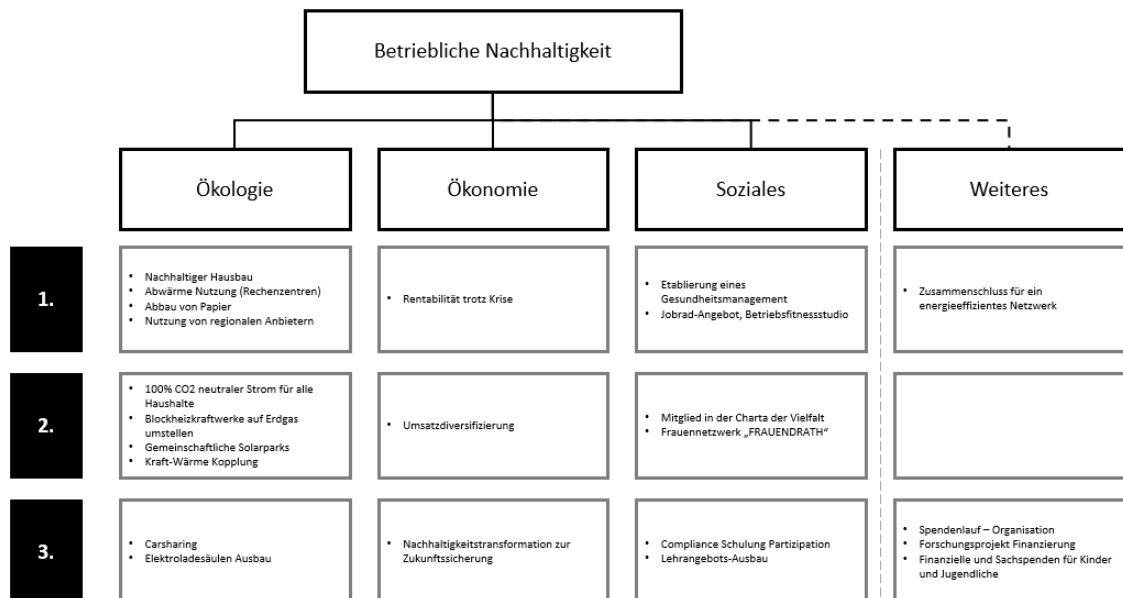 Betriebliche Nachhaltigkeit
Ökologie
Ökonomie
Soziales
Weiteres
1.
• Nachhaltiger Hausbau
• Abwärme Nutzung (Rechenzentren)
• Abbau von Papier
• Nutzung von regionalen Anbietern
• Rentabilität trotz Krise
• Etablierung eines
Gesundheitsmanagement
• Jobrad-Angebot, Betriebsfitnessstudio
• Zusammenschluss für ein
energieeffizientes Netzwerk
2.
• 100% CO2 neutraler Strom für alle
Haushalte
• Blockheizkraftwerke auf Erdgas
umstellen
• Gemeinschaftliche Solarparks
• Kraft-Wärme Kopplung
• Umsatzdiversifizierung
• Mitglied in der Charta der Vielfalt
• Frauennetzwerk „FRAUENDRATH“
3.
• Carsharing
• Elektroladesäulen Ausbau
• Nachhaltigkeitstransformation zur
Zukunftssicherung
• Compliance Schulung Partizipation
• Lehrangebots-Ausbau
• Spendenlauf – Organisation
• Forschungsprojekt Finanzierung
• Finanzielle und Sachspenden für Kinder
und Jugendliche